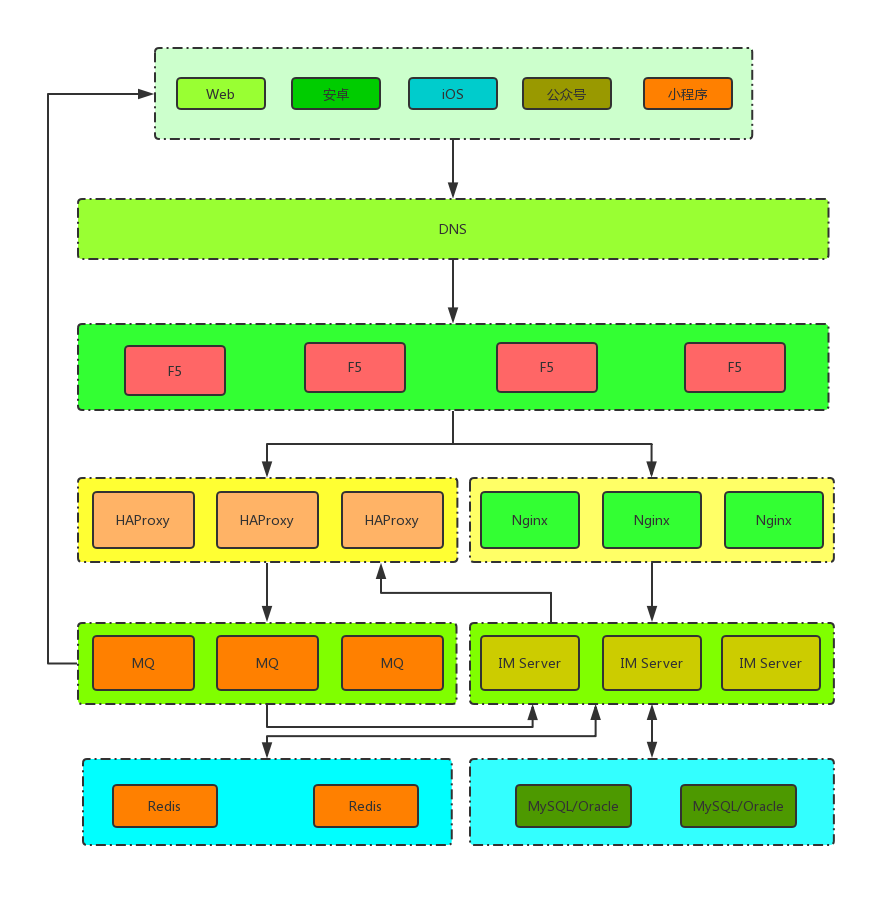 Web
安卓
iOS
公众号
小程序
DNS
F5
F5
F5
F5
HAProxy
HAProxy
HAProxy
Nginx
Nginx
Nginx
MQ
MQ
MQ
IM Server
IM Server
IM Server
Redis
Redis
MySQL/Oracle
MySQL/Oracle